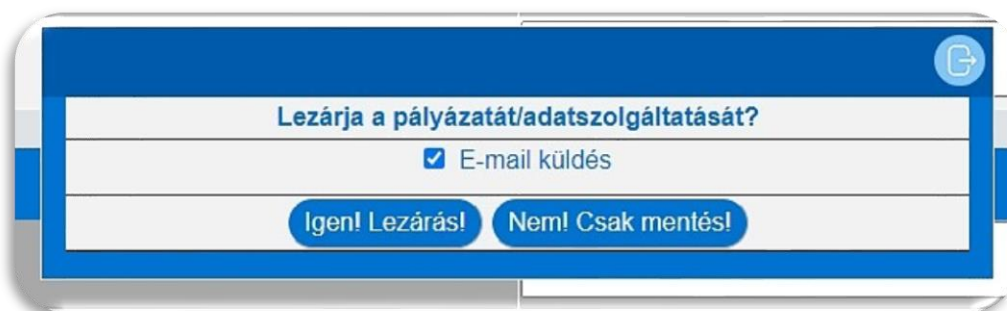 Lezárja a pályázatát/adatszolgáltatását?
E-mail küldés
Igen! Lezárás! Nem! Csak mentés!